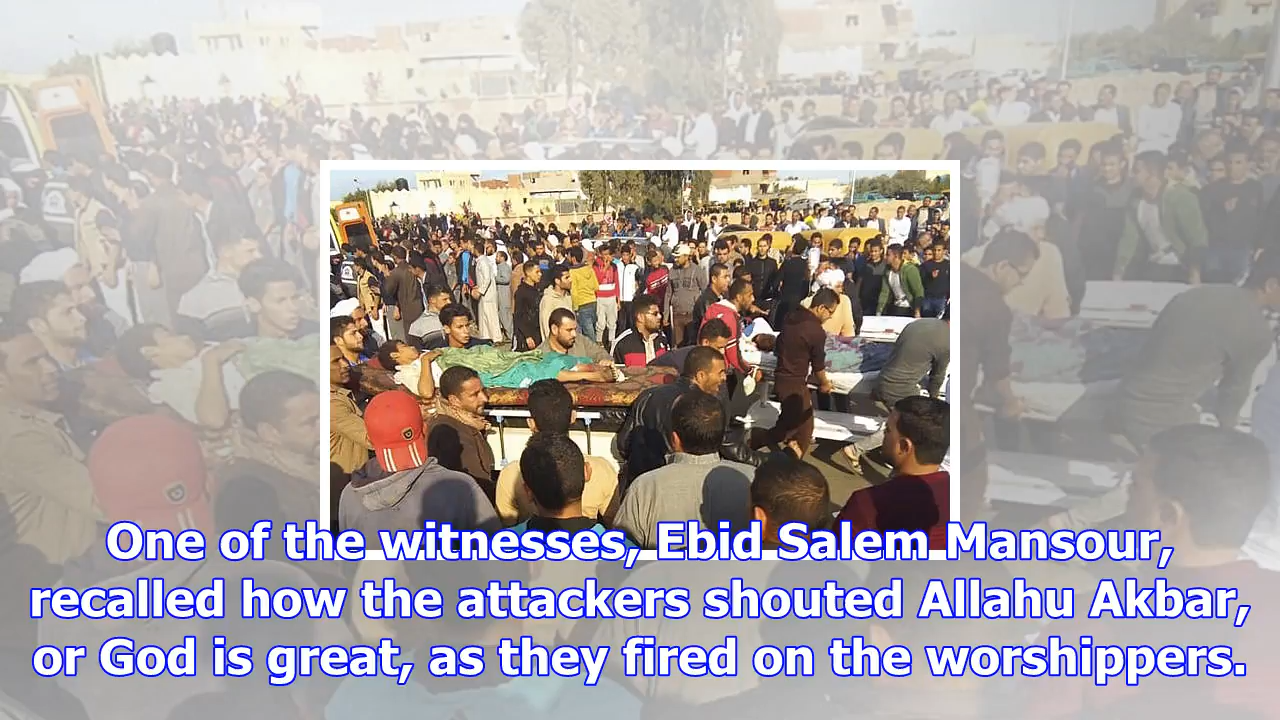 One of the witnesses, Ebid Salem Mansour,
recalled how the attackers shouted Allahu Akbar,
or God is great, as they fired on the worshippers.